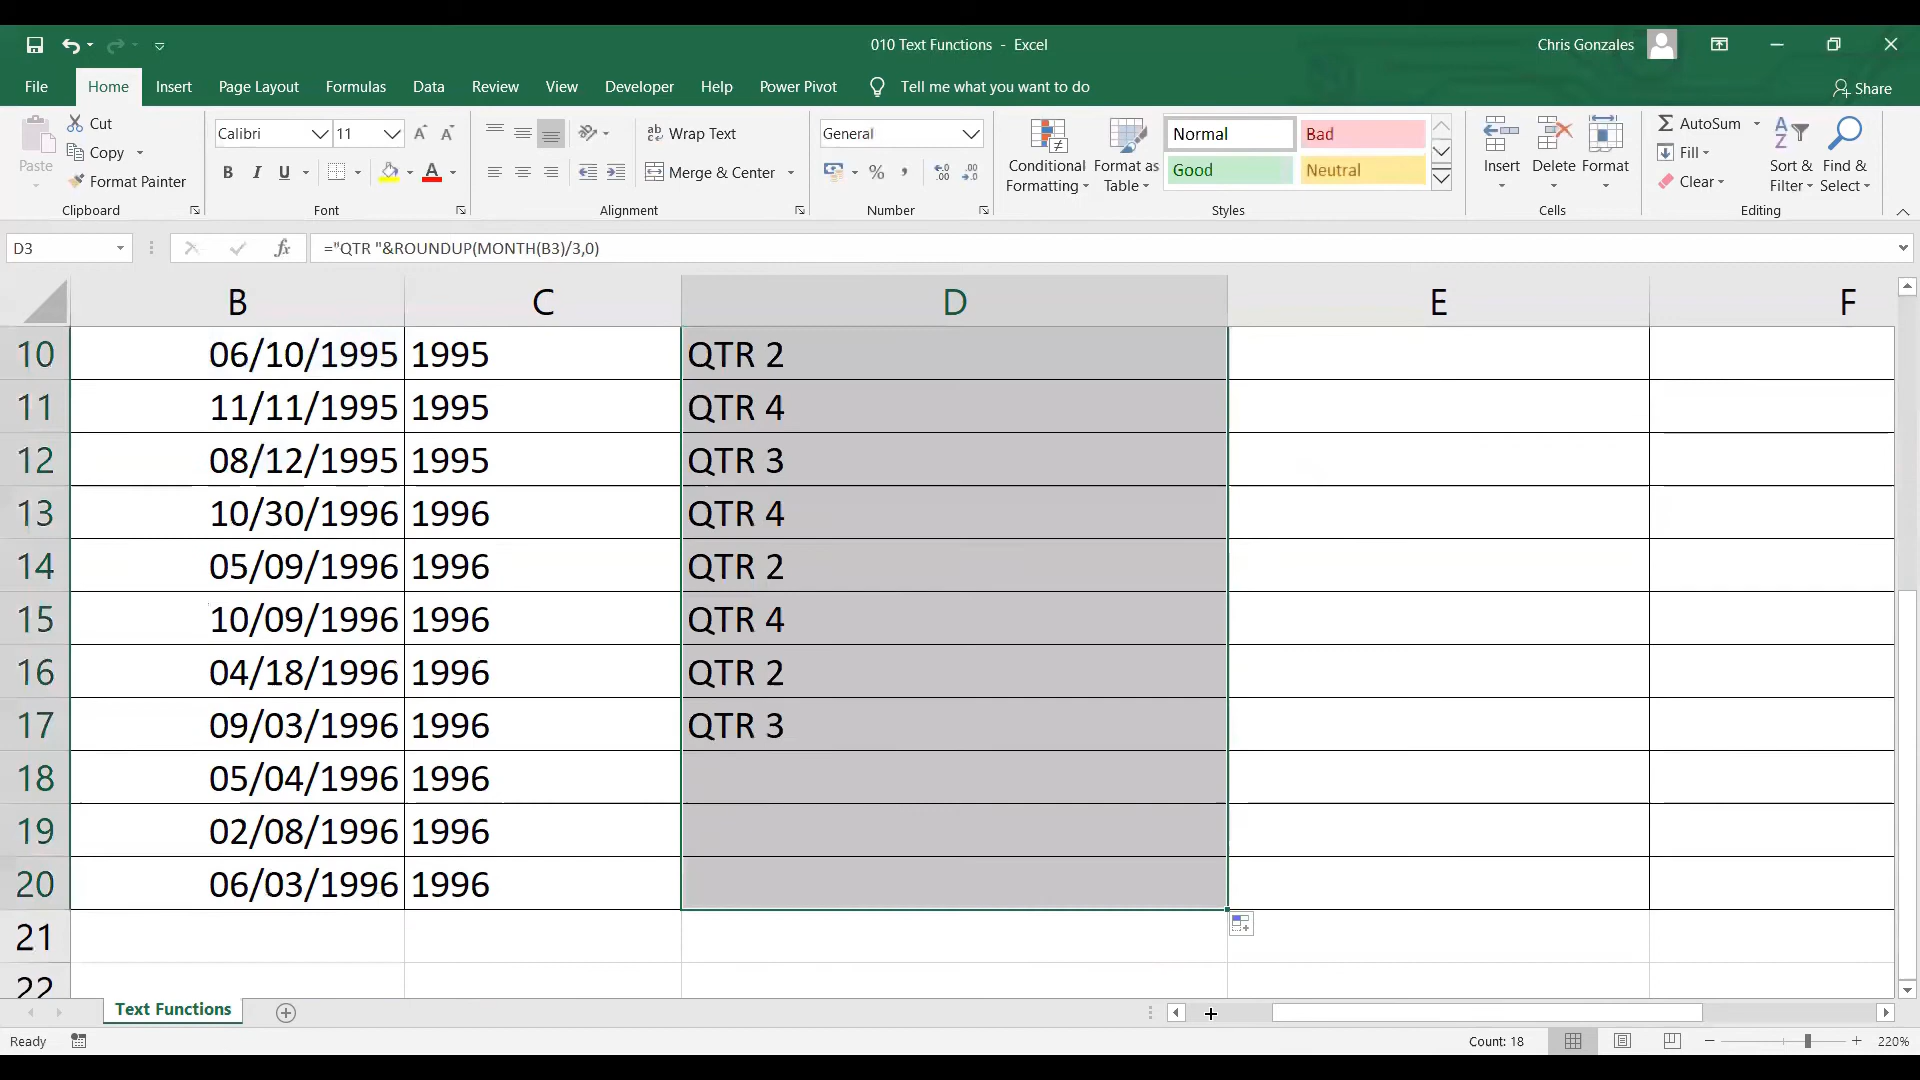 010 Text Functions - Excel
Chris Gonzales
File Home Insert Page Layout Formulas Data Review View Developer Help Power Pivot Tell me what you want to do Share
Paste Cut Calibri 11 Wrap Text General Conditional Formatting Format as Table Normal Bad Insert Delete Format AutoSum Sort & Filter Find & Select
Copy Fill
Format Painter B I U Merge & Center % Good Neutral Clear
Clipboard Font Alignment Number Styles Cells Editing
D3 fx ="QTR "&ROUNDUP(MONTH(B3)/3,0)
B C D E F
10 06/10/1995 1995 QTR 2
11 11/11/1995 1995 QTR 4
12 08/12/1995 1995 QTR 3
13 10/30/1996 1996 QTR 4
14 05/09/1996 1996 QTR 2
15 10/09/1996 1996 QTR 4
16 04/18/1996 1996 QTR 2
17 09/03/1996 1996 QTR 3
18 05/04/1996 1996
19 02/08/1996 1996
20 06/03/1996 1996
21
22
Text Functions
Ready Count: 18 220%